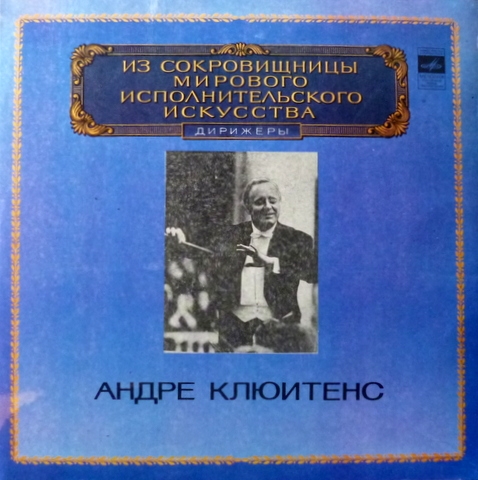 ИЗ СОКРОВИЩНИЦЫ
МИРОВОГО
ИСПОЛНИТЕЛЬСКОГО
ИСКУССТВА
ДИРИЖЕРЫ
АНДРЕ КЛЮИТЕНС